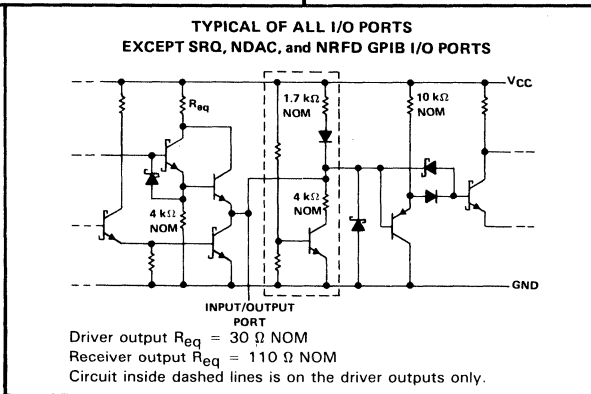 TYPICAL OF ALL I/O PORTS
EXCEPT SRQ, NDAC, and NRFD GPIB I/O PORTS
VCC
Req
1.7 kΩ
NOM
10 kΩ
NOM
4 kΩ
NOM
4 kΩ
NOM
GND
INPUT/OUTPUT
PORT
Driver output Req = 30 Ω NOM
Receiver output Req = 110 Ω NOM
Circuit inside dashed lines is on the driver outputs only.